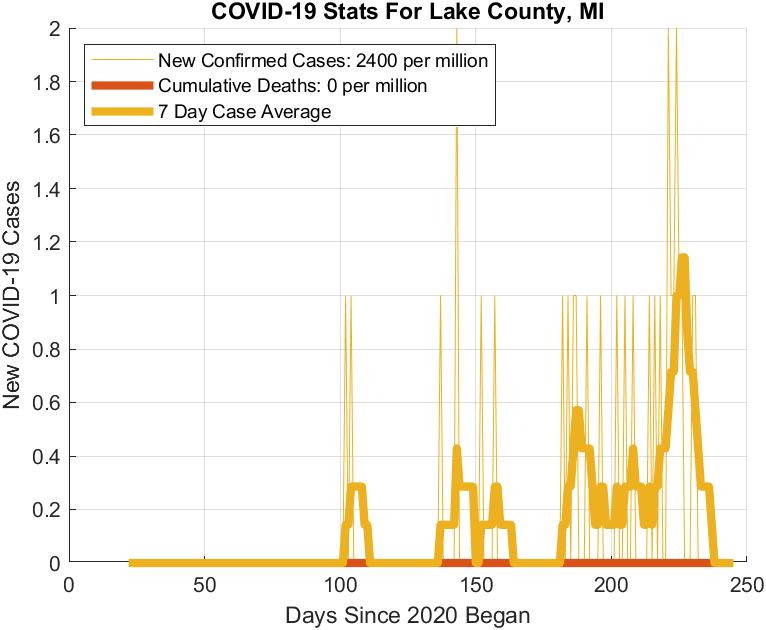 COVID-19 Stats For Lake County, MI
2
1.8
1.6
1.4
1.2
1
0.8
0.6
0.4
0.2
0
New COVID-19 Cases
New Confirmed Cases: 2400 per million
Cumulative Deaths: 0 per million
7 Day Case Average
0 50 100 150 200 250
Days Since 2020 Began